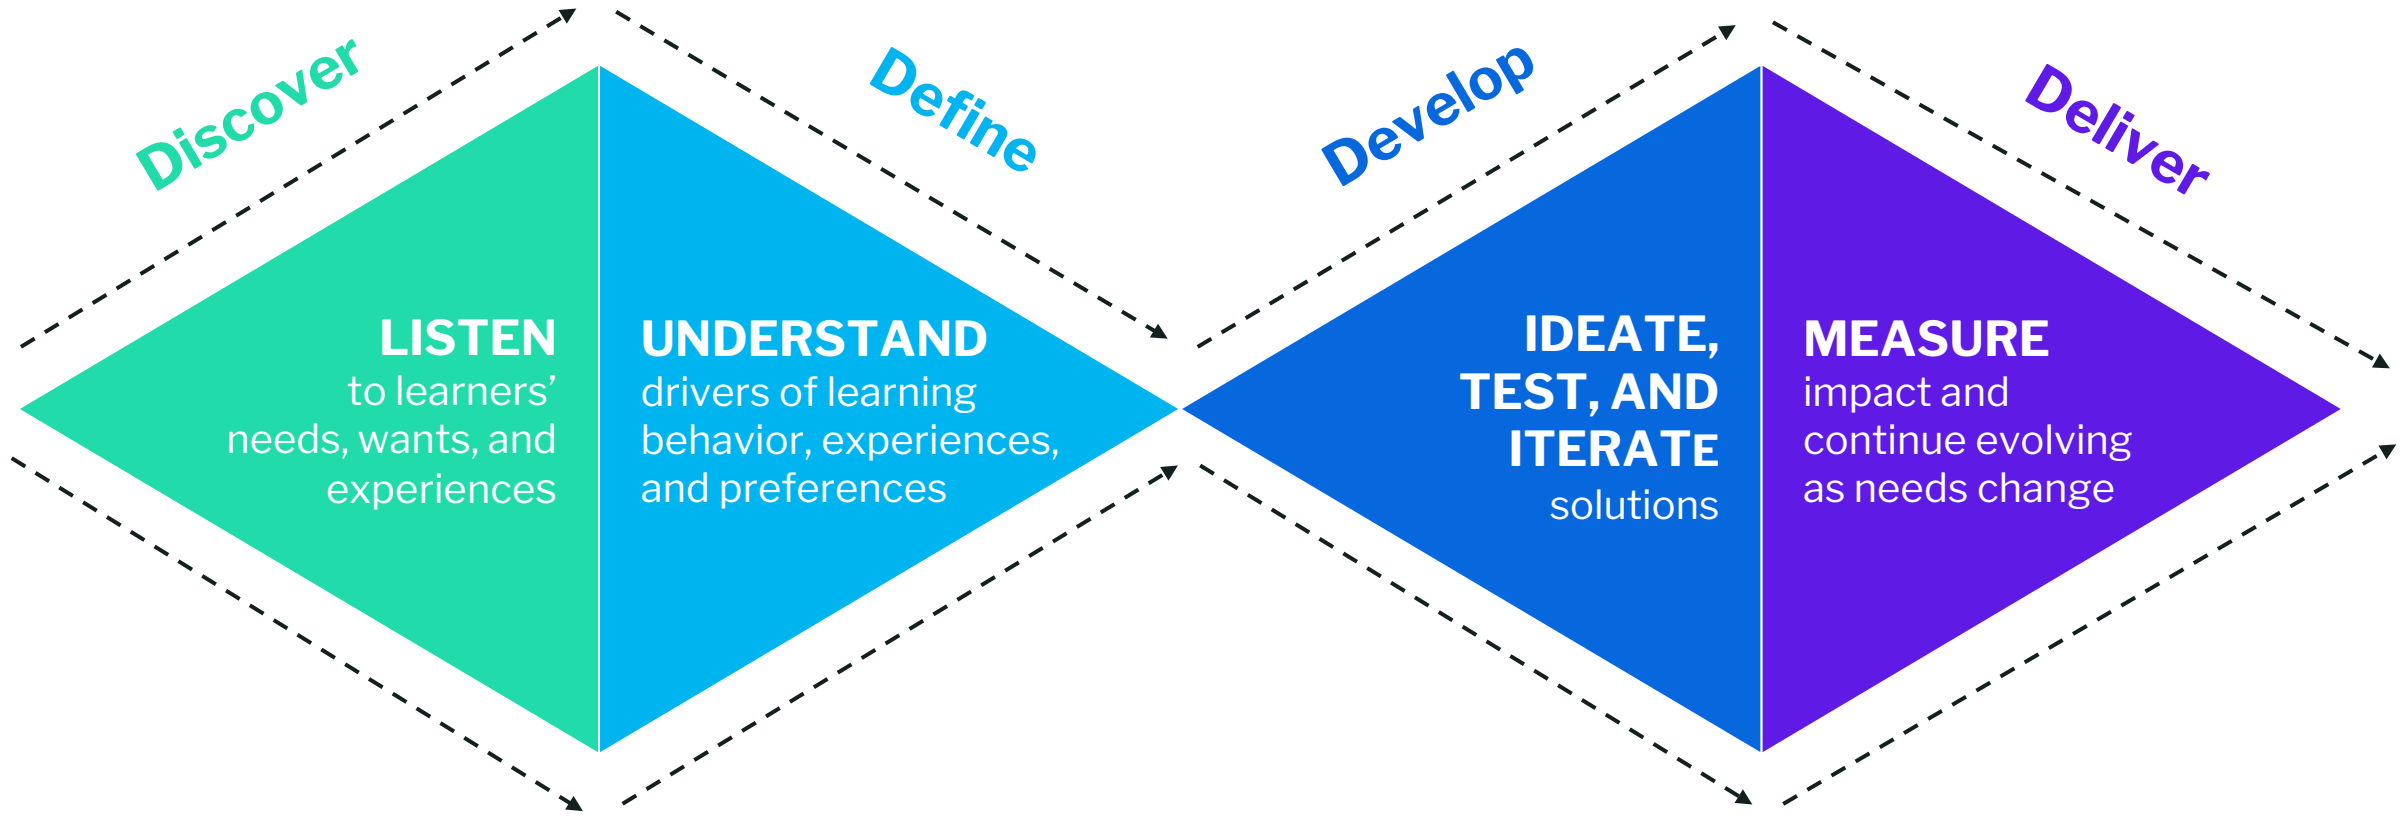 Discover
Define
Develop
Deliver
LISTEN
to learners’
needs, wants, and
experiences
UNDERSTAND
drivers of learning
behavior, experiences,
and preferences
IDEATE,
TEST, AND
ITERATE
solutions
MEASURE
impact and
continue evolving
as needs change